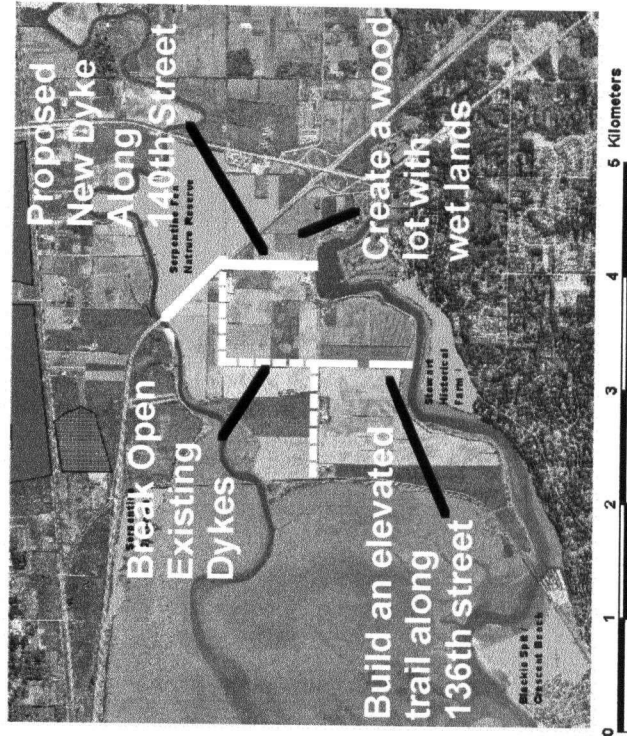 Proposed
New Dyke
Along
140th Street
Serpentine Fen
Nature Reserve
Break Open
Existing
Dykes
Create a wood
lot with
wetlands
Build an elevated
trail along
136th street
Stewart
Historical
Farm
Blackie Spit /
Crescent Beach
0 1 2 3 4 5 Kilometers